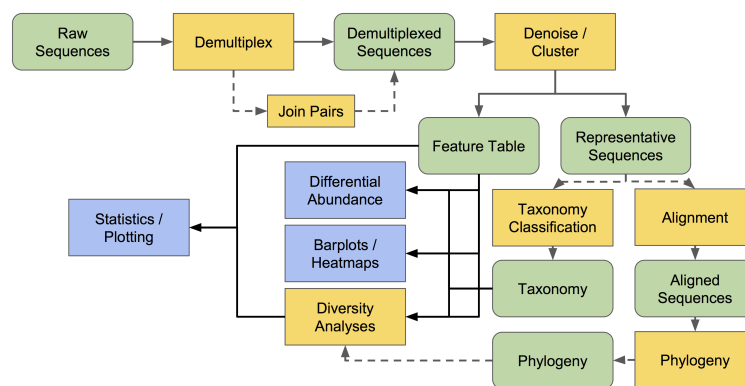 Raw
Sequences
Demultiplex
Demultiplexed
Sequences
Denoise /
Cluster
Join Pairs
Feature Table
Representative
Sequences
Differential
Abundance
Statistics /
Plotting
Taxonomy
Classification
Alignment
Barplots /
Heatmaps
Taxonomy
Aligned
Sequences
Diversity
Analyses
Phylogeny
Phylogeny